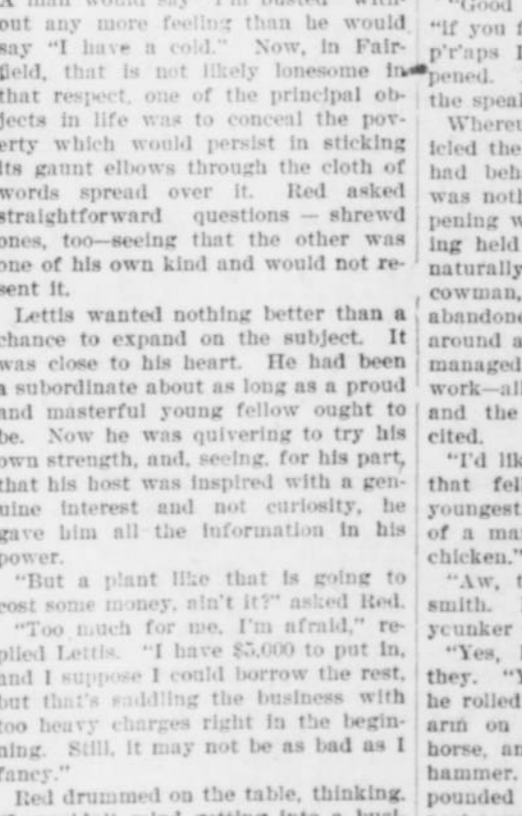 out any more feeling than he would
say "I have a cold." Now, in Fair-
field, that is not likely lonesome in
that respect, one of the principal ob-
jects in life was to conceal the pov-
erty which would persist in sticking
its gaunt elbows through the cloth of
words spread over it. Red asked
straightforward questions — shrewd
ones, too—seeing that the other was
one of his own kind and would not re-
sent it.
Lettis wanted nothing better than a
chance to expand on the subject. It
was close to his heart. He had been
a subordinate about as long as a proud
and masterful young fellow ought to
be. Now he was quivering to try his
own strength, and, seeing, for his part,
that his host was inspired with a gen-
uine interest and not curiosity, he
gave him all the information in his
power.
"But a plant like that is going to
cost some money, ain't it?" asked Red.
"Too much for me, I'm afraid," re-
plied Lettis. "I have $5,000 to put in,
and I suppose I could borrow the rest,
but that's saddling the business with
too heavy charges right in the begin-
ning. Still, it may not be as bad as I
fancy."
Red drummed on the table, thinking.
"Good
"If you
p'r'aps I
pened.
the speak
Where
icled the
had beh
was noth
pening w
ing held
naturally
cowman,
abandone
around a
managed
work—all
and the
cited.
"I'd lik
that fell
youngest
of a ma
chicken."
"Aw, t
smith.
ycunker
"Yes, I
they. "Y
he rolled
arm on
horse, an
hammer.
pounded